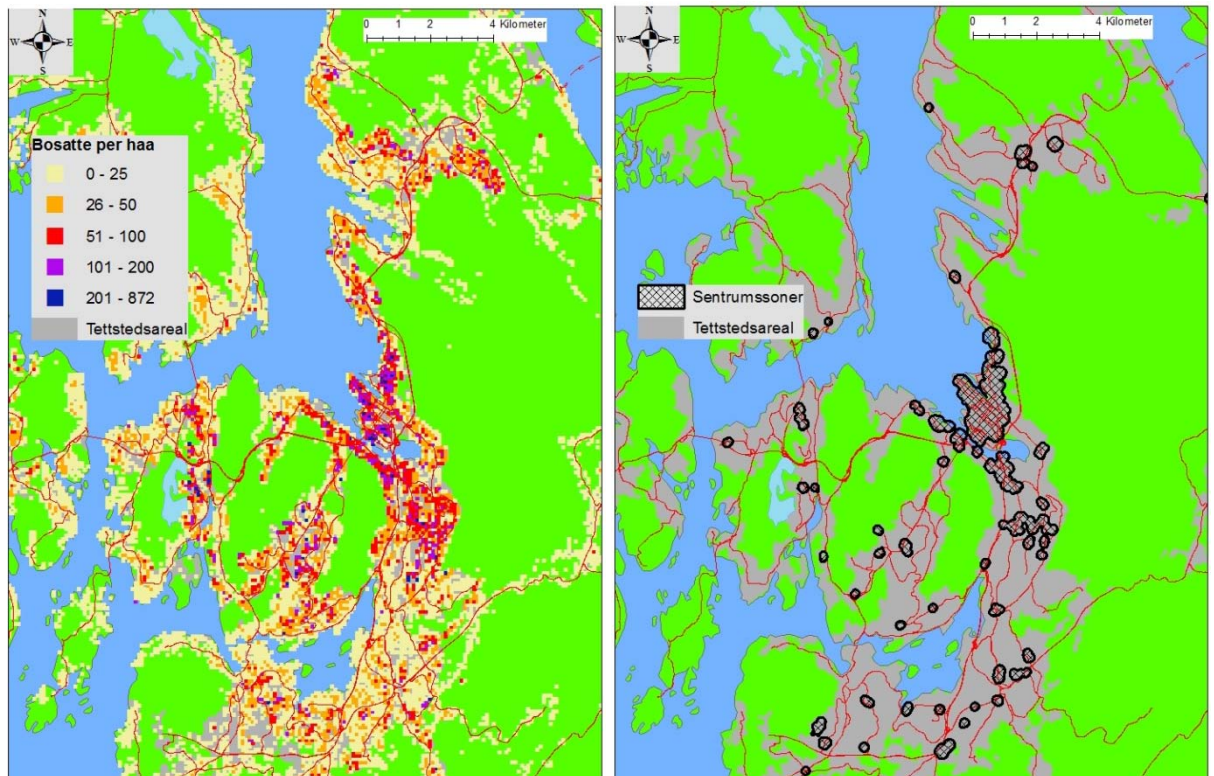 N
W E
S
0 1 2 4 Kilometer
Bosatte per haa
0 - 25
26 - 50
51 - 100
101 - 200
201 - 872
Tettstedsareal
N
W E
S
0 1 2 4 Kilometer
Sentrumssoner
Tettstedsareal